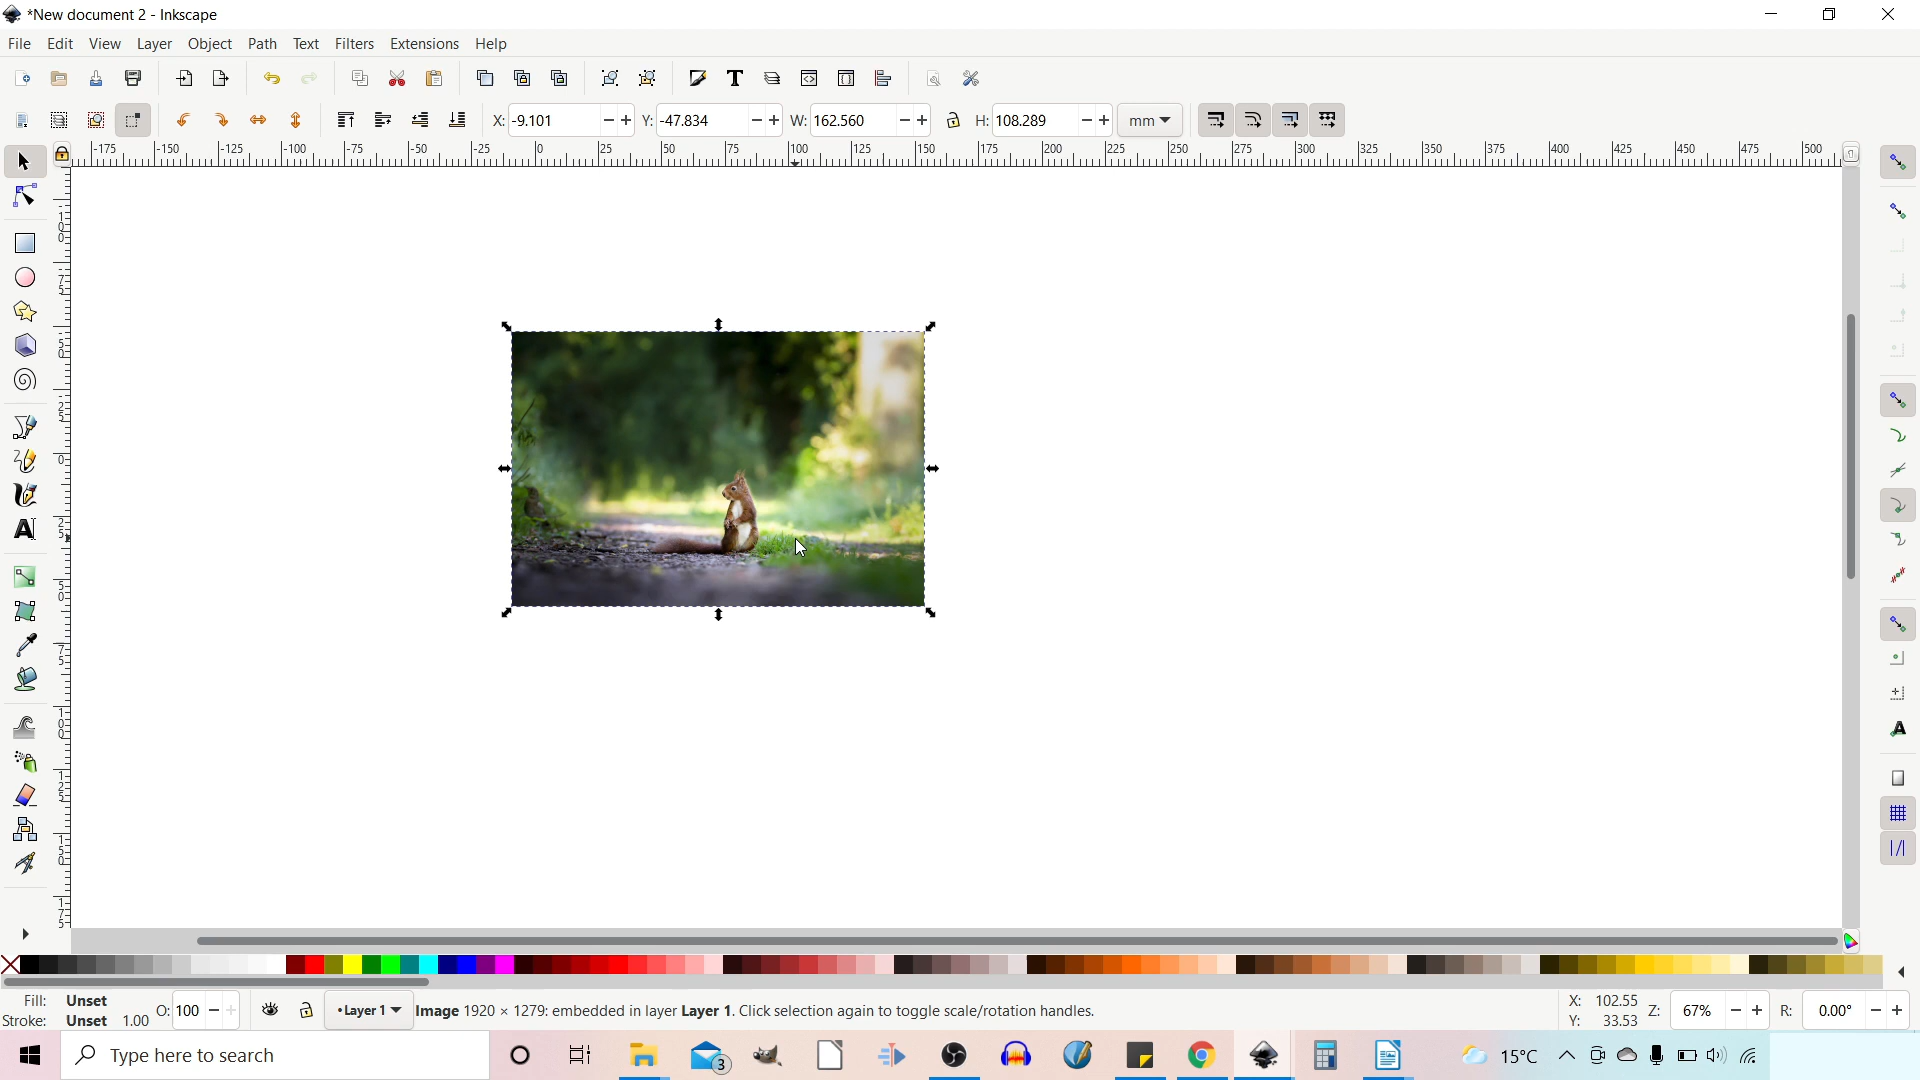 *New document 2 - Inkscape
File Edit View Layer Object Path Text Filters Extensions Help
X: -9.101 Y: -47.834 W: 162.560 H: 108.289 mm
-175 -150 -125 -100 -75 -50 -25 0 25 50 75 100 125 150 175 200 225 250 275 300 325 350 375 400 425 450 475 500
Fill: Unset O: 100 Layer 1 Image 1920 × 1279: embedded in layer Layer 1. Click selection again to toggle scale/rotation handles. X: 102.55 Z: 67% R: 0.00°
Stroke: Unset 1.00 Y: 33.53
Type here to search 3 15°C